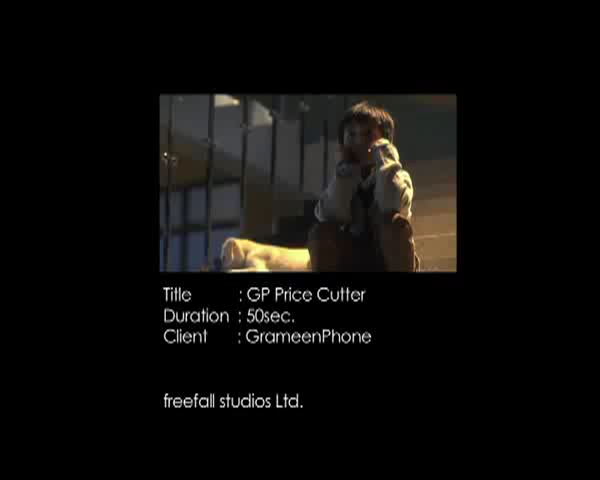 Title : GP Price Cutter
Duration : 50sec.
Client : GrameenPhone
freefall studios Ltd.